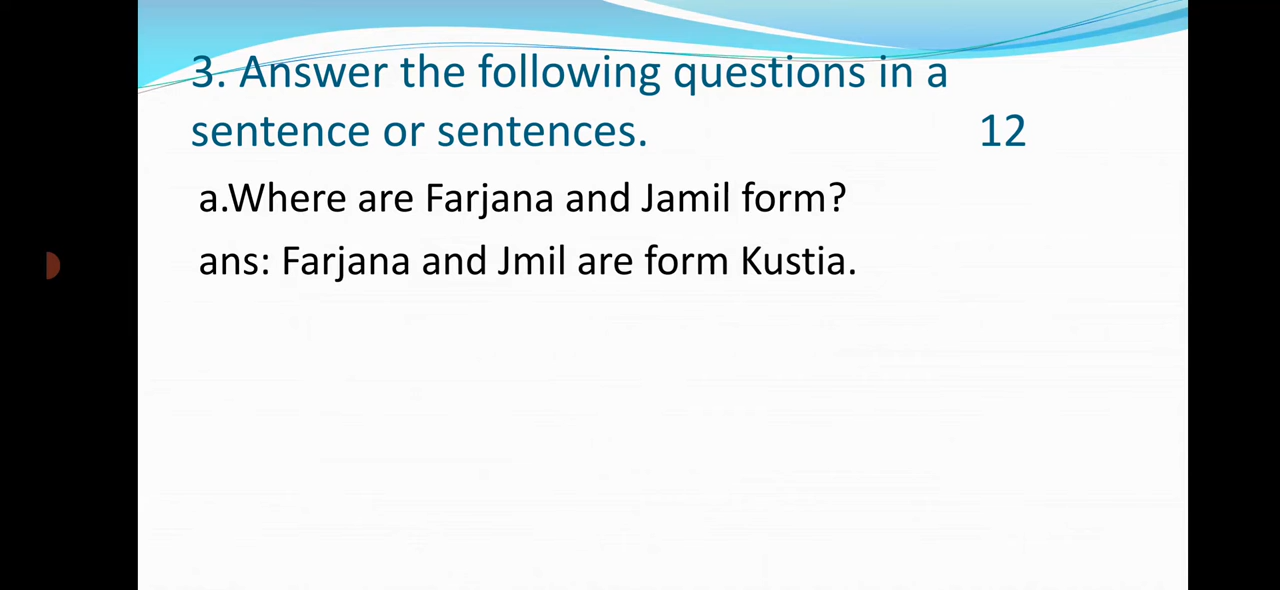 3. Answer the following questions in a
sentence or sentences. 12
a.Where are Farjana and Jamil form?
ans: Farjana and Jmil are form Kustia.